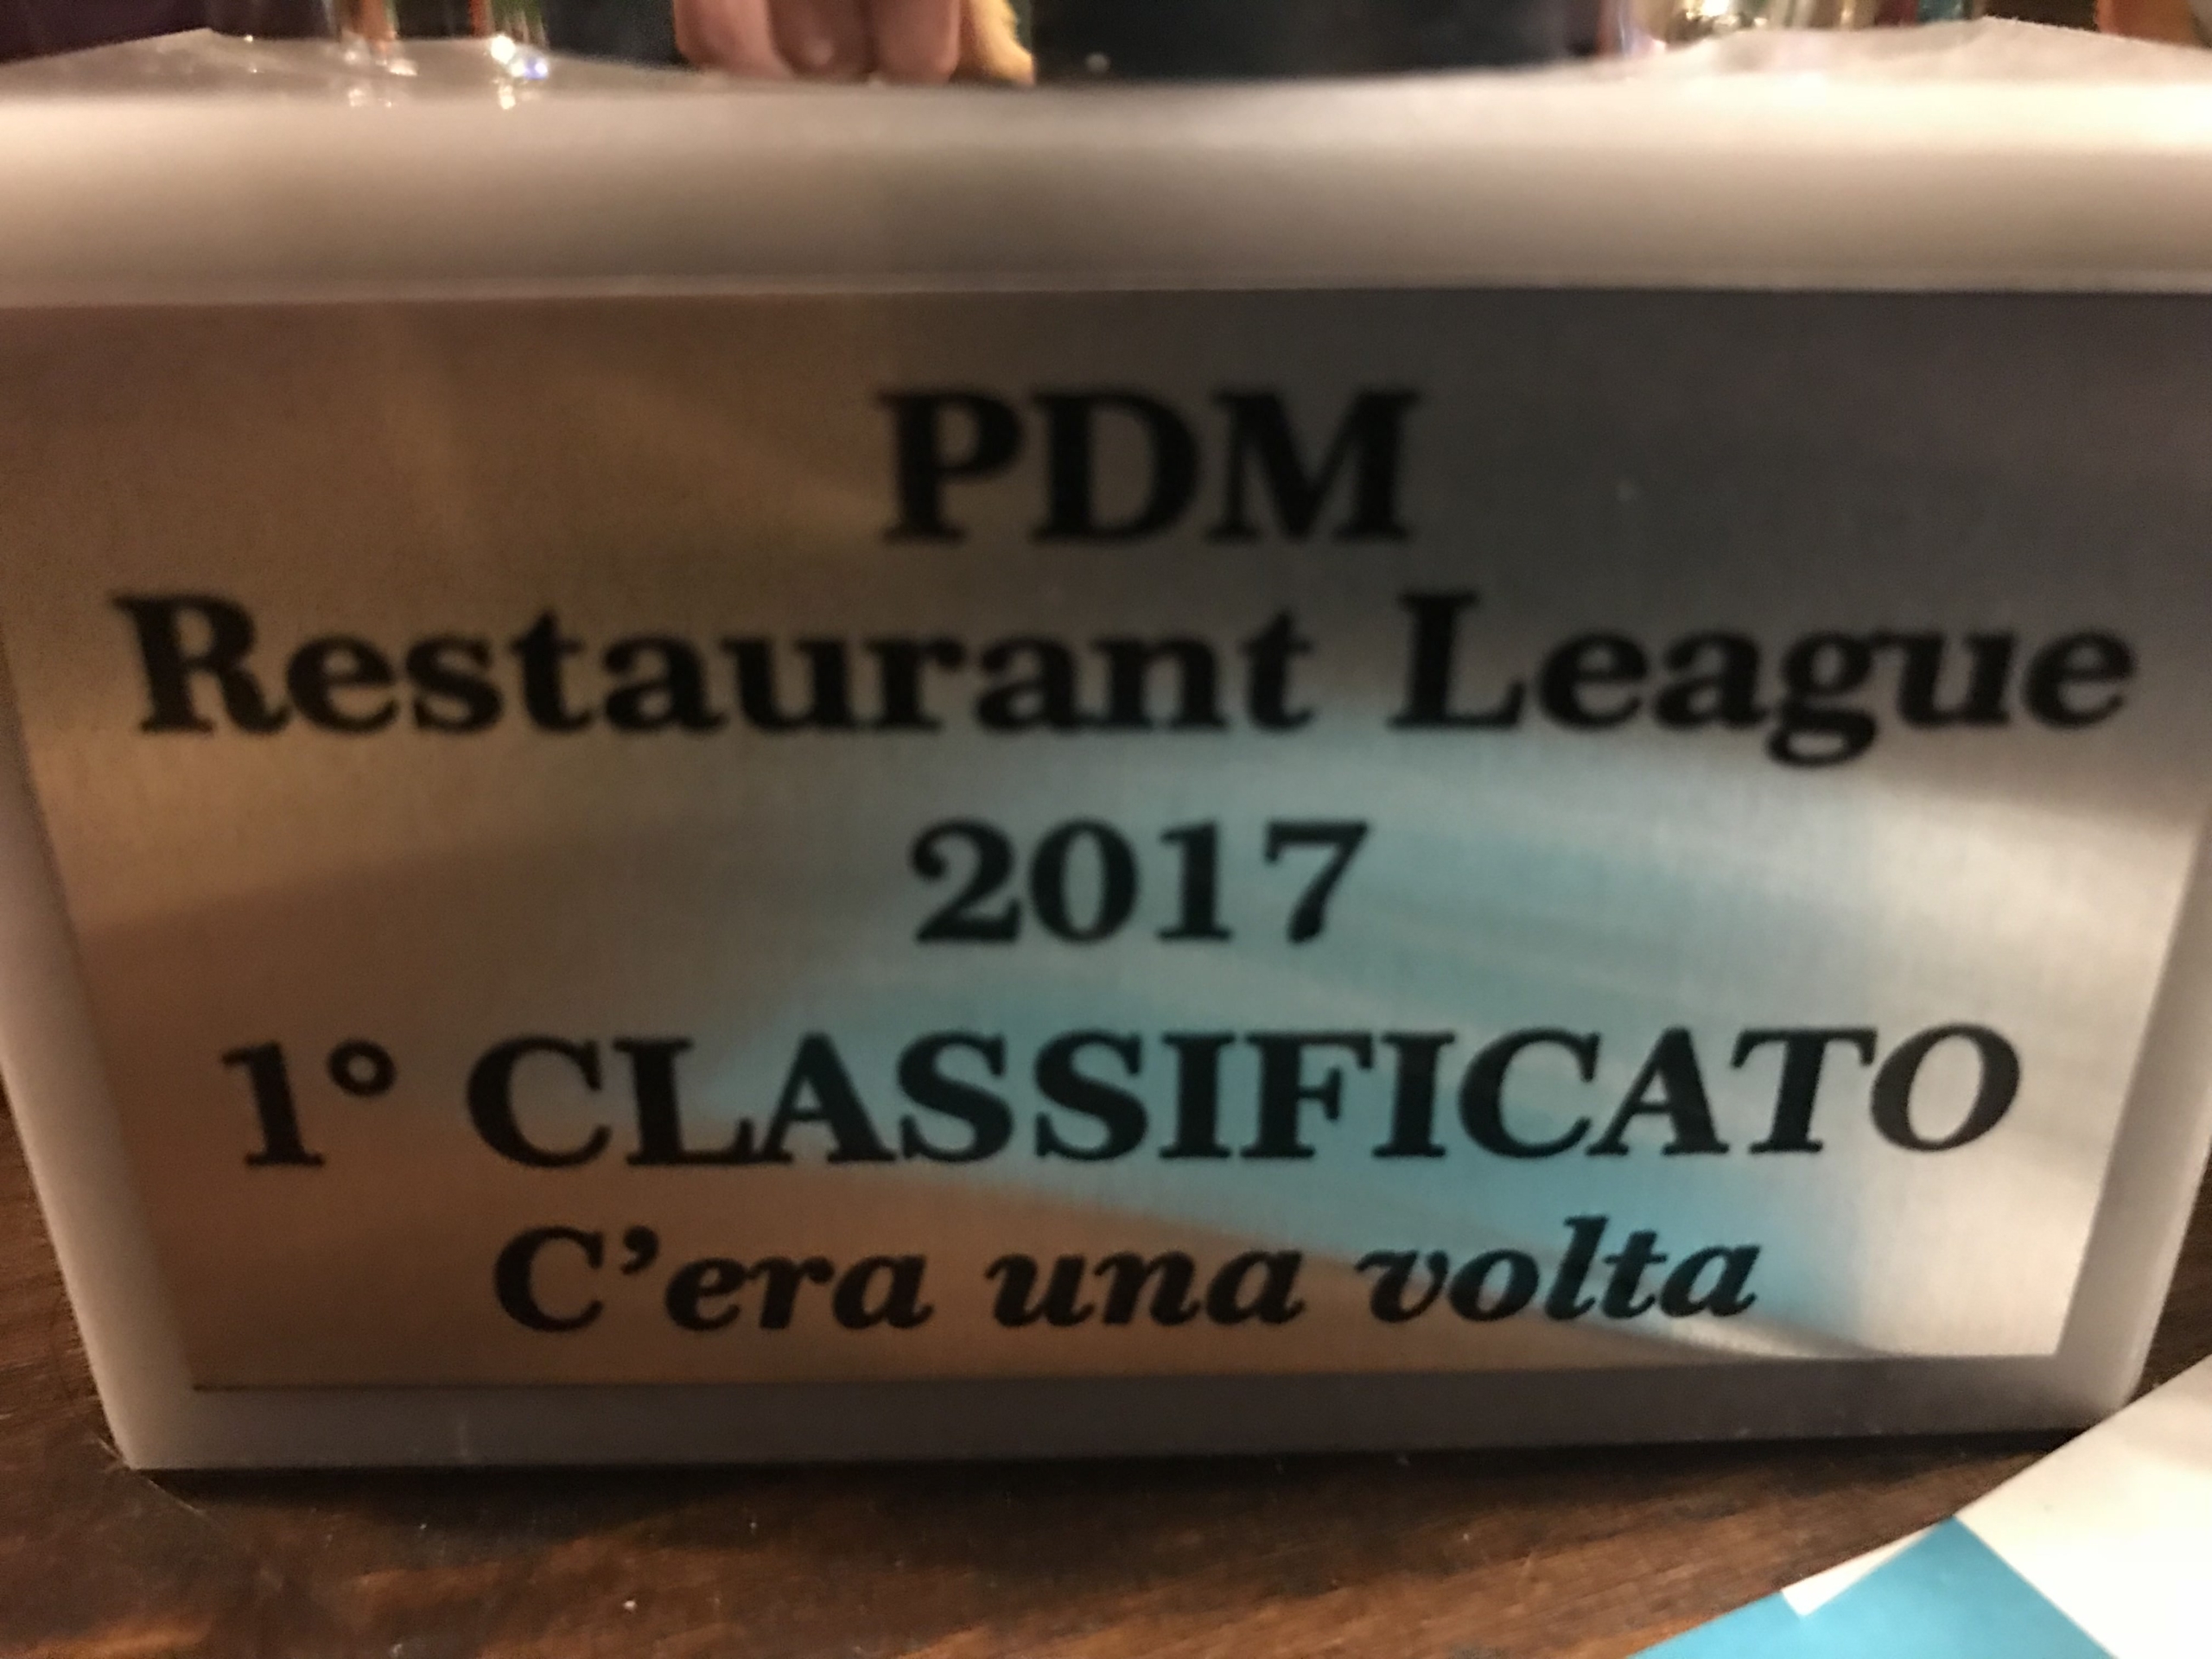 PDM
Restaurant League
2017
1° CLASSIFICATO
C'era una volta